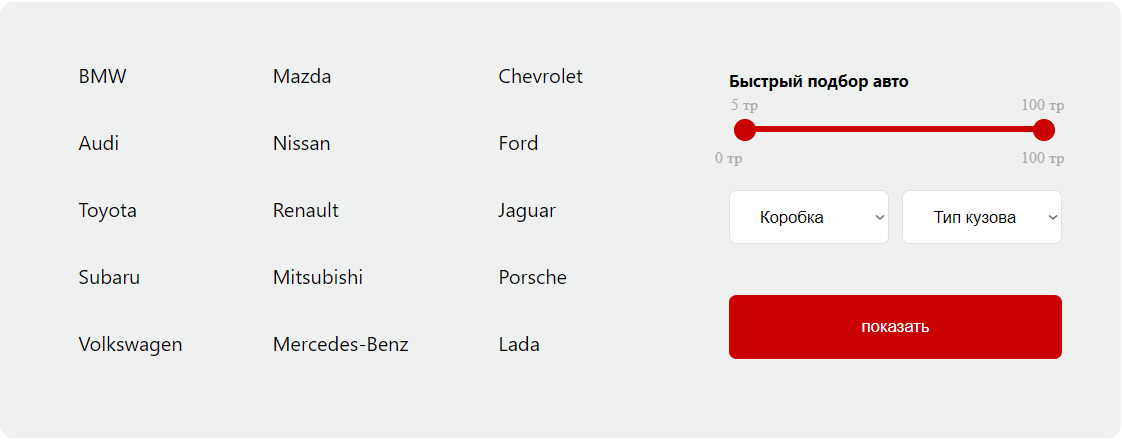 BMW
Audi
Toyota
Subaru
Volkswagen
Mazda
Nissan
Renault
Mitsubishi
Mercedes-Benz
Chevrolet
Ford
Jaguar
Porsche
Lada
Быстрый подбор авто
5 тр 100 тр
0 тр 100 тр
Коробка Тип кузова
показать